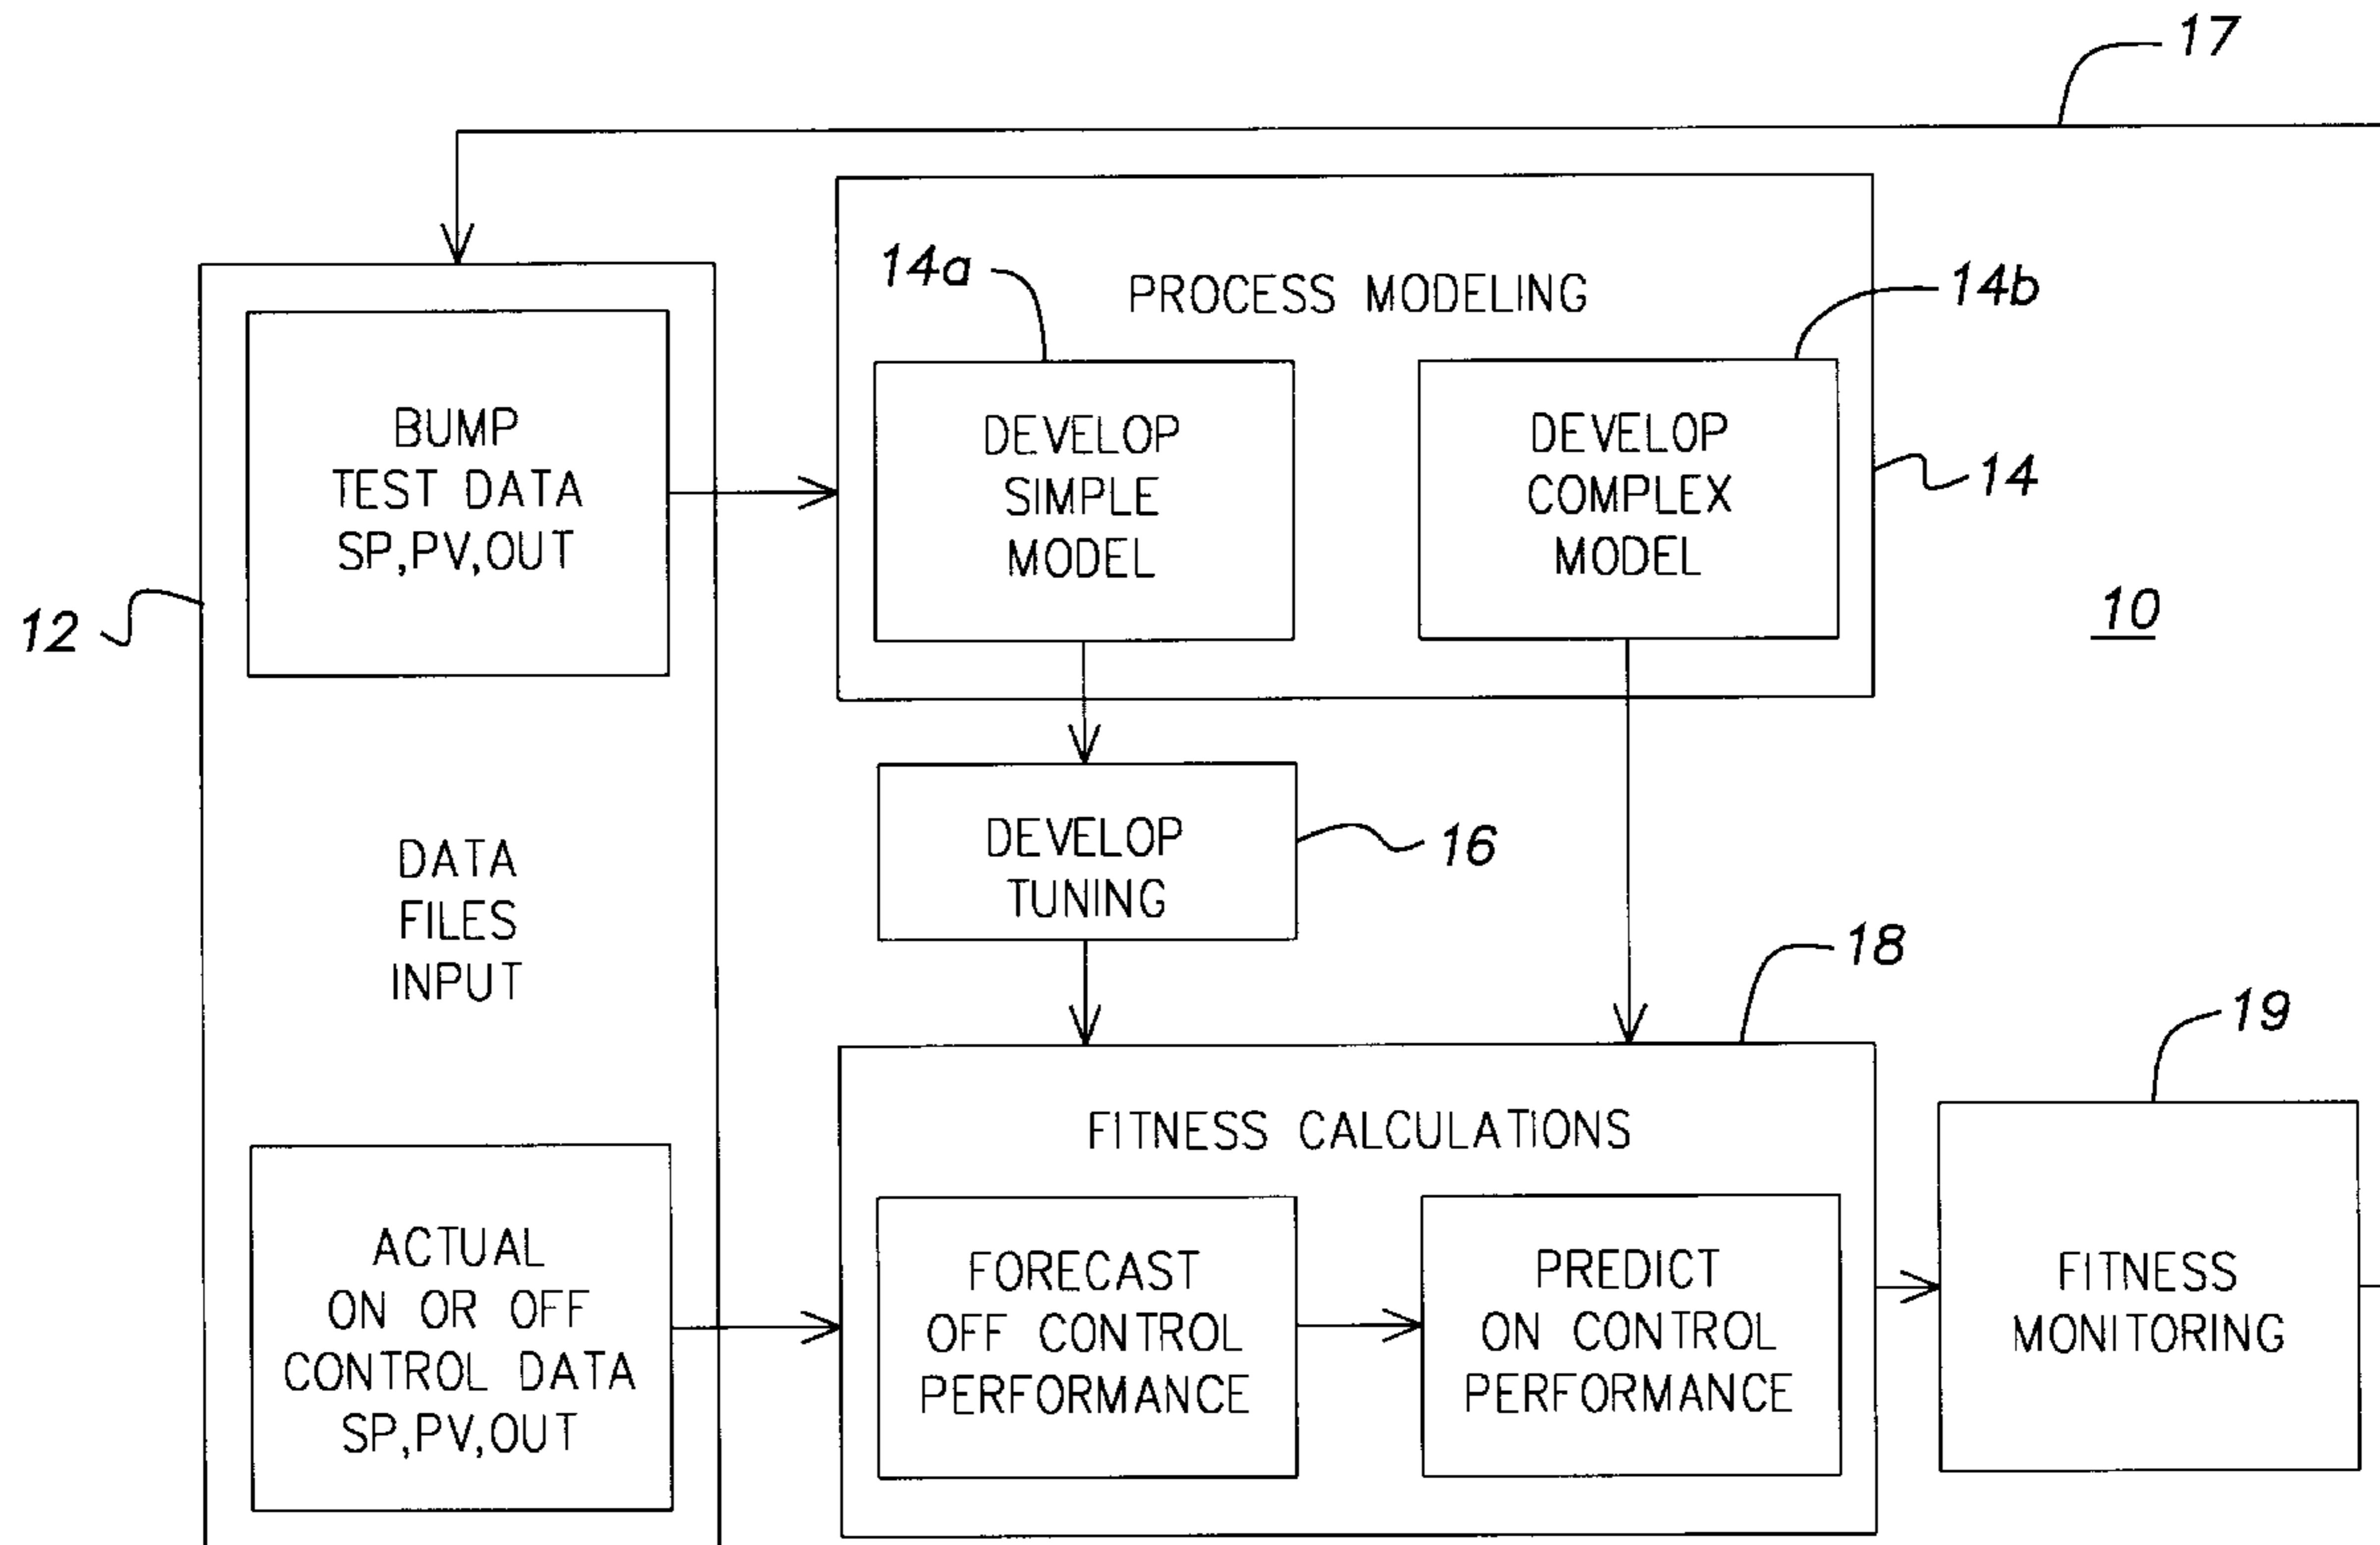 17
14a
PROCESS MODELING
14b
BUMP
TEST DATA
SP,PV,OUT
DEVELOP
SIMPLE
MODEL
DEVELOP
COMPLEX
MODEL
14
12
10
DEVELOP
TUNING
16
DATA
FILES
INPUT
18
19
FITNESS CALCULATIONS
ACTUAL
ON OR OFF
CONTROL DATA
SP,PV,OUT
FORECAST
OFF CONTROL
PERFORMANCE
PREDICT
ON CONTROL
PERFORMANCE
FITNESS
MONITORING